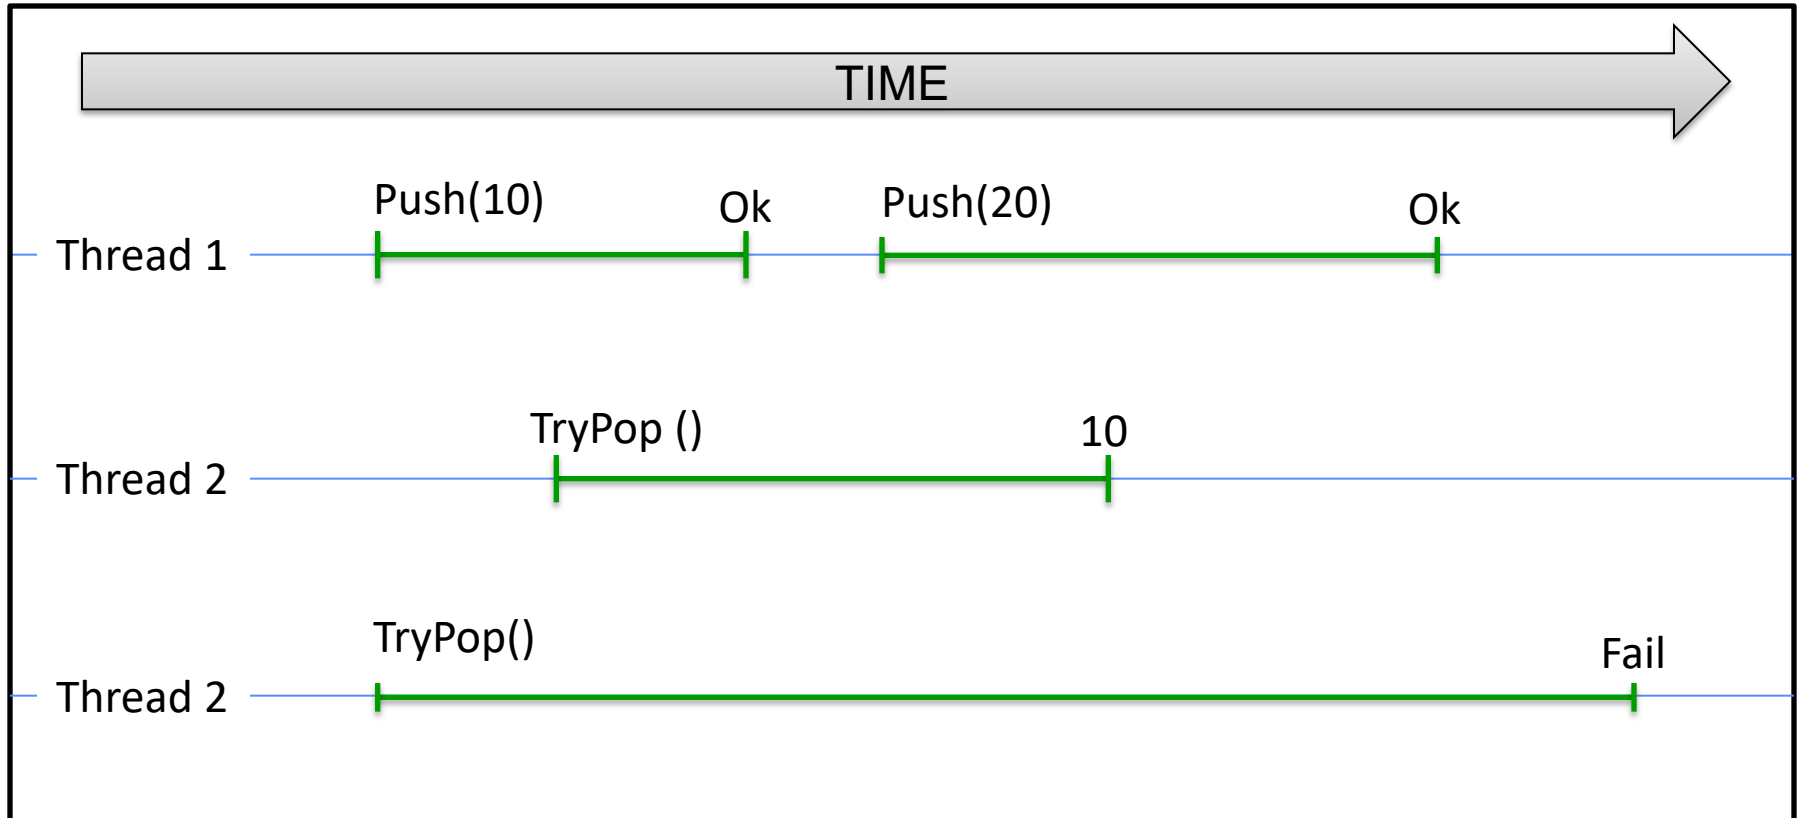 TIME
Push(10)
Ok
Push(20)
Ok
Thread 1
TryPop ()
10
Thread 2
TryPop()
Fail
Thread 2